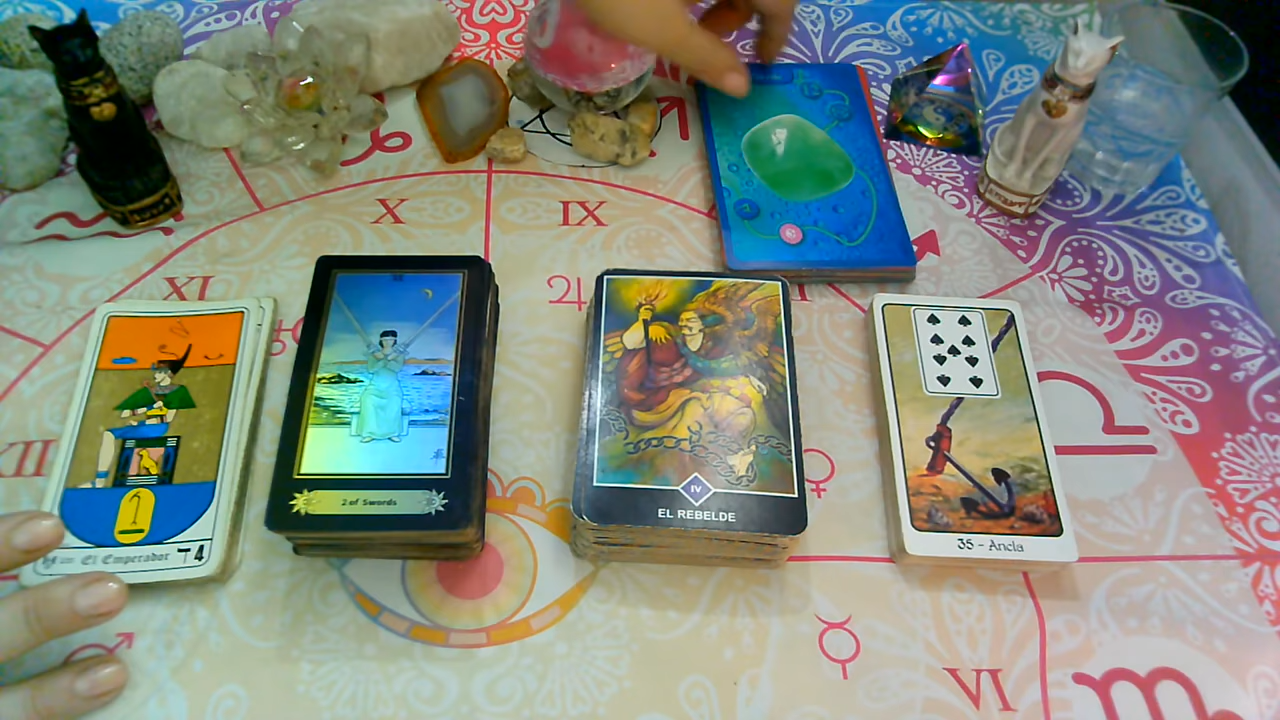 X
IX
XI
XII
El Emperador
4
2 of Swords
IV
EL REBELDE
35 - Ancla
VI